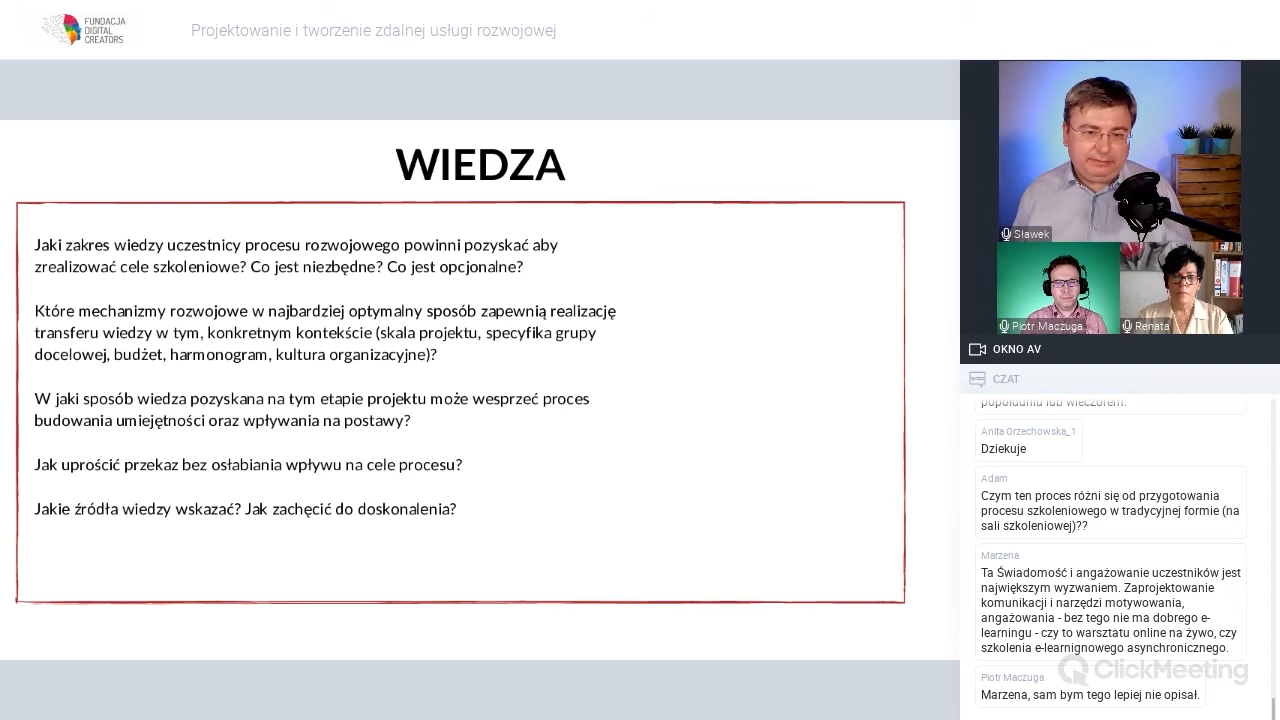 FUNDACJA
DIGITAL
CREATORS
Projektowanie i tworzenie zdalnej usługi rozwojowej
WIEDZA
Jaki zakres wiedzy uczestnicy procesu rozwojowego powinni pozyskać aby
zrealizować cele szkoleniowe? Co jest niezbędne? Co jest opcjonalne?
Które mechanizmy rozwojowe w najbardziej optymalny sposób zapewnią realizację
transferu wiedzy w tym, konkretnym kontekście (skala projektu, specyfika grupy
docelowej, budżet, harmonogram, kultura organizacyjne)?
W jaki sposób wiedza pozyskana na tym etapie projektu może wesprzeć proces
budowania umiejętności oraz wpływania na postawy?
Jak uprościć przekaz bez osłabiania wpływu na cele procesu?
Jakie źródła wiedzy wskazać? Jak zachęcić do doskonalenia?
Sławek
Piotr Maczuga
Renata
OKNO AV
CZAT
popołudniu lub wieczorem.
Anita Orzechowska_1
Dziekuje
Adam
Czym ten proces różni się od przygotowania
procesu szkoleniowego w tradycyjnej formie (na
sali szkoleniowej)??
Marzena
Ta Świadomość i angażowanie uczestników jest
największym wyzwaniem. Zaprojektowanie
komunikacji i narzędzi motywowania,
angażowania - bez tego nie ma dobrego e-
learningu - czy to warsztatu online na żywo, czy
szkolenia e-learnignowego asynchronicznego.
ClickMeeting
Piotr Maczuga
Marzena, sam bym tego lepiej nie opisał.